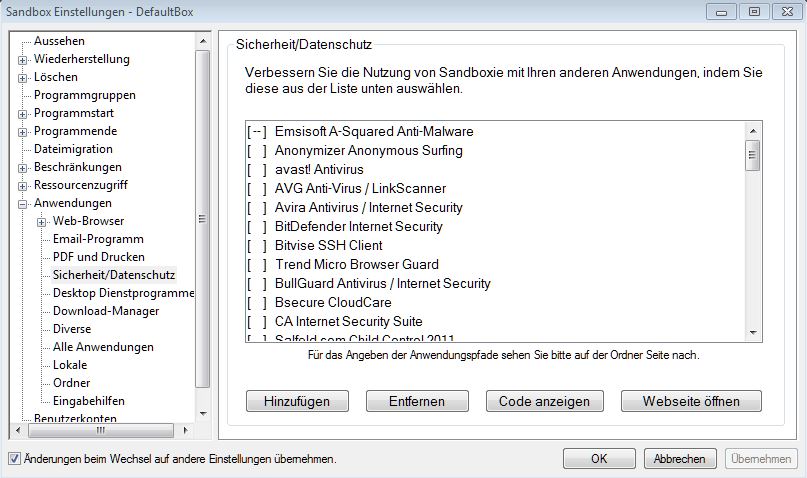 Sandbox Einstellungen - DefaultBox
Aussehen
Wiederherstellung
Löschen
Programmgruppen
Programmstart
Programmende
Dateimigration
Beschränkungen
Ressourcenzugriff
Anwendungen
Web-Browser
Email-Programm
PDF und Drucken
Sicherheit/Datenschutz
Desktop Dienstprogramme
Download-Manager
Diverse
Alle Anwendungen
Lokale
Ordner
Eingabehilfen
Benutzerkonten
Sicherheit/Datenschutz
Verbessern Sie die Nutzung von Sandboxie mit Ihren anderen Anwendungen, indem Sie
diese aus der Liste unten auswählen.
[--] Emsisoft A-Squared Anti-Malware
[ ] Anonymizer Anonymous Surfing
[ ] avast! Antivirus
[ ] AVG Anti-Virus / LinkScanner
[ ] Avira Antivirus / Internet Security
[ ] BitDefender Internet Security
[ ] Bitvise SSH Client
[ ] Trend Micro Browser Guard
[ ] BullGuard Antivirus / Internet Security
[ ] Bsecure CloudCare
[ ] CA Internet Security Suite
[ ] Salfeld.com Child Control 2011
Für das Angeben der Anwendungspfade sehen Sie bitte auf der Ordner Seite nach.
Hinzufügen Entfernen Code anzeigen Webseite öffnen
Änderungen beim Wechsel auf andere Einstellungen übernehmen.
OK Abbrechen Übernehmen